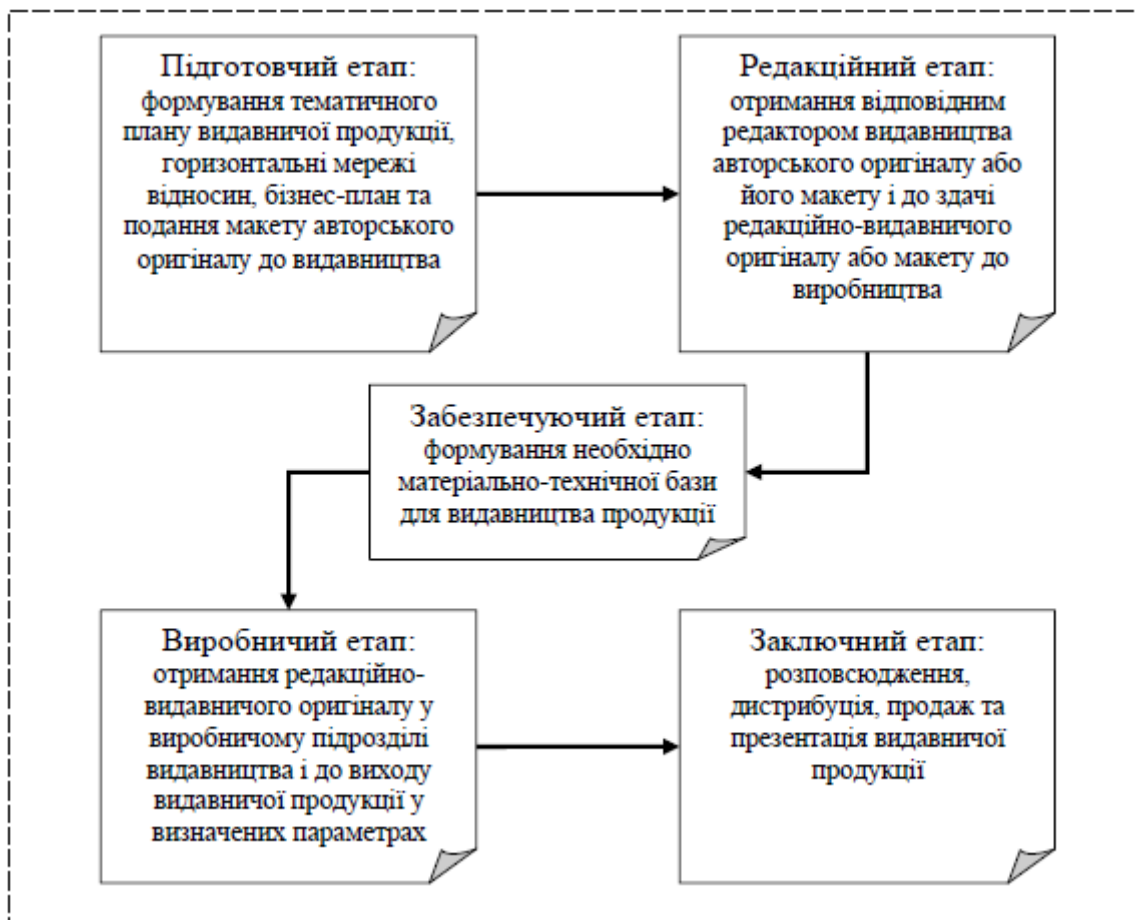 Підготовчий етап:
формування тематичного
плану видавничої продукції,
горизонтальні мережі
відносин, бізнес-план та
подання макету авторського
оригіналу до видавництва
Редакційний етап:
отримання відповідним
редактором видавництва
авторського оригіналу або
його макету і до здачі
редакційно-видавничого
оригіналу або макету до
виробництва
Забезпечуючий етап:
формування необхідно
матеріально-технічної бази
для видавництва продукції
Виробничий етап:
отримання редакційно-
видавничого оригіналу у
виробничому підрозділі
видавництва і до виходу
видавничої продукції у
визначених параметрах
Заключний етап:
розповсюдження,
дистрибуція, продаж та
презентація видавничої
продукції